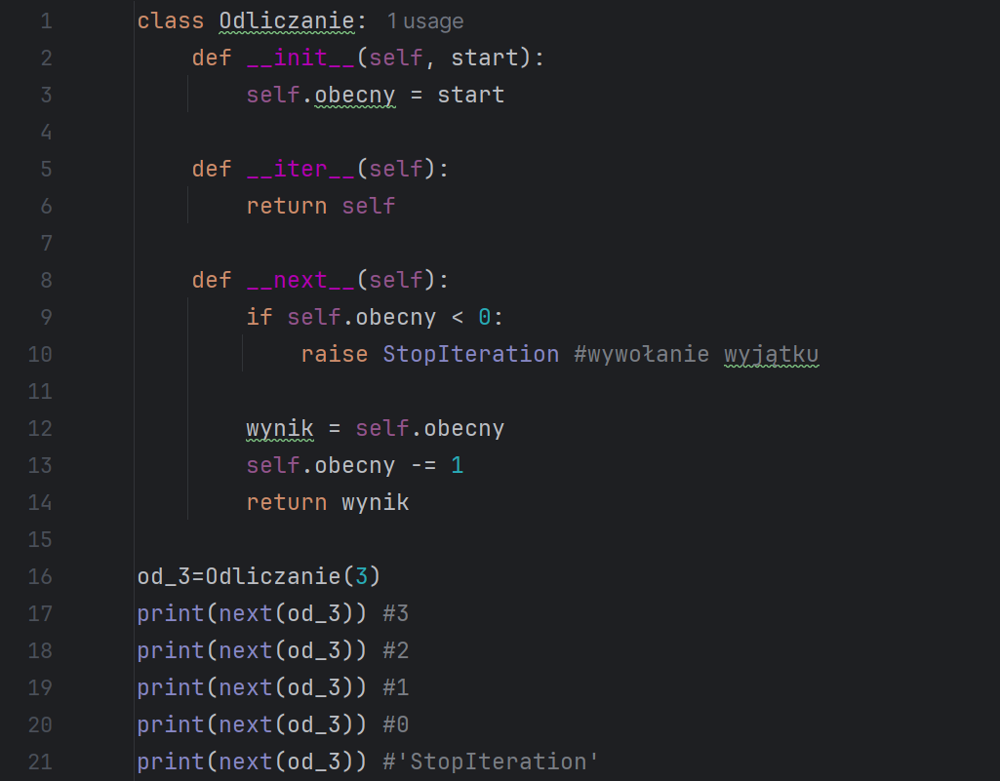 1 class Odliczanie: 1 usage
2 def __init__(self, start):
3 self.obecny = start
4
5 def __iter__(self):
6 return self
7
8 def __next__(self):
9 if self.obecny < 0:
10 raise StopIteration #wywołanie wyjątku
11
12 wynik = self.obecny
13 self.obecny -= 1
14 return wynik
15
16 od_3=Odliczanie(3)
17 print(next(od_3)) #3
18 print(next(od_3)) #2
19 print(next(od_3)) #1
20 print(next(od_3)) #0
21 print(next(od_3)) #'StopIteration'